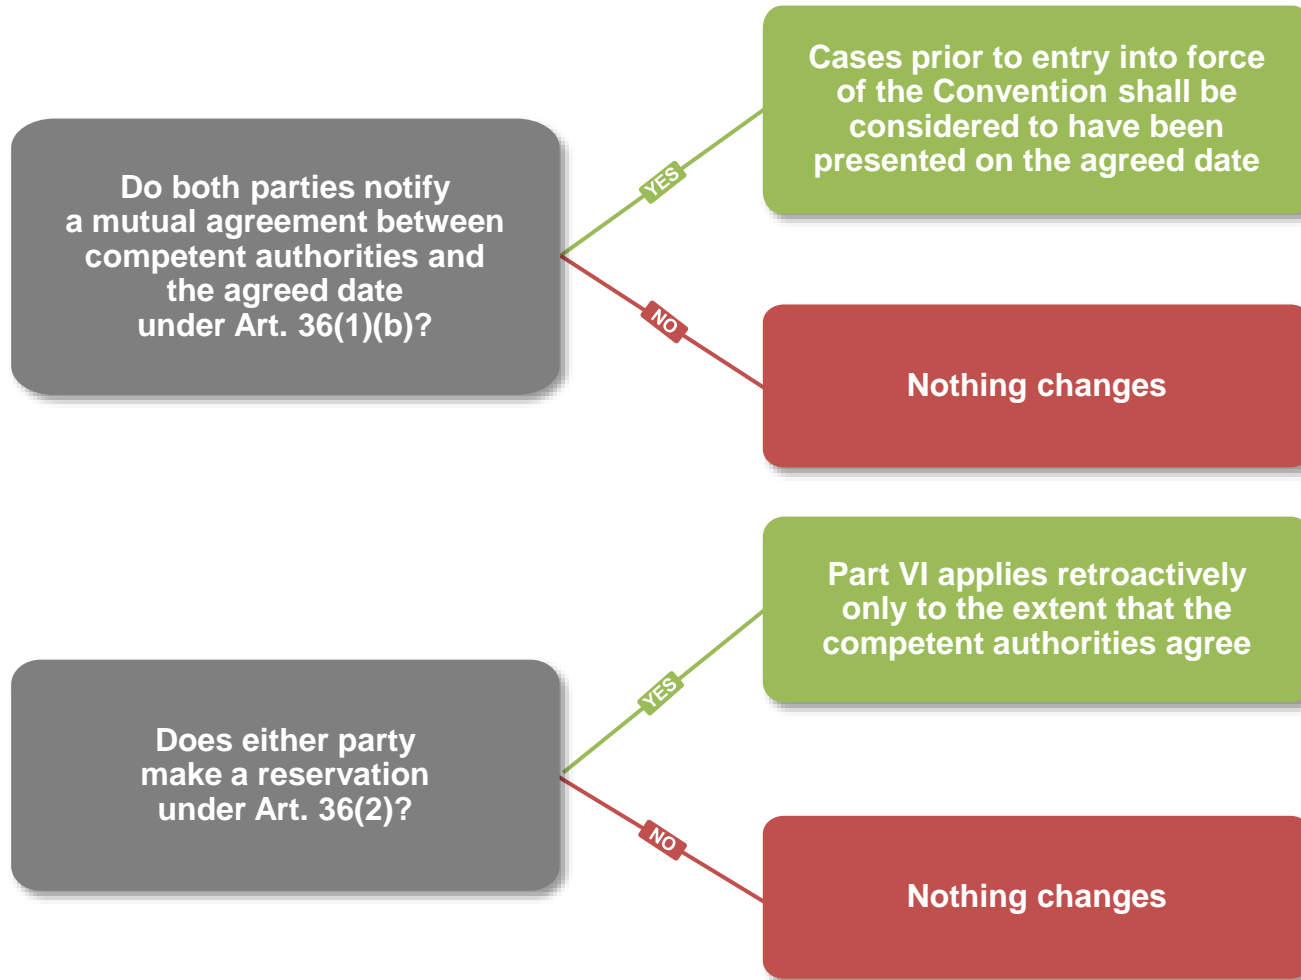 Do both parties notify
a mutual agreement between
competent authorities and
the agreed date
under Art. 36(1)(b)?
YES
Cases prior to entry into force
of the Convention shall be
considered to have been
presented on the agreed date
NO
Nothing changes
Does either party
make a reservation
under Art. 36(2)?
YES
Part VI applies retroactively
only to the extent that the
competent authorities agree
NO
Nothing changes